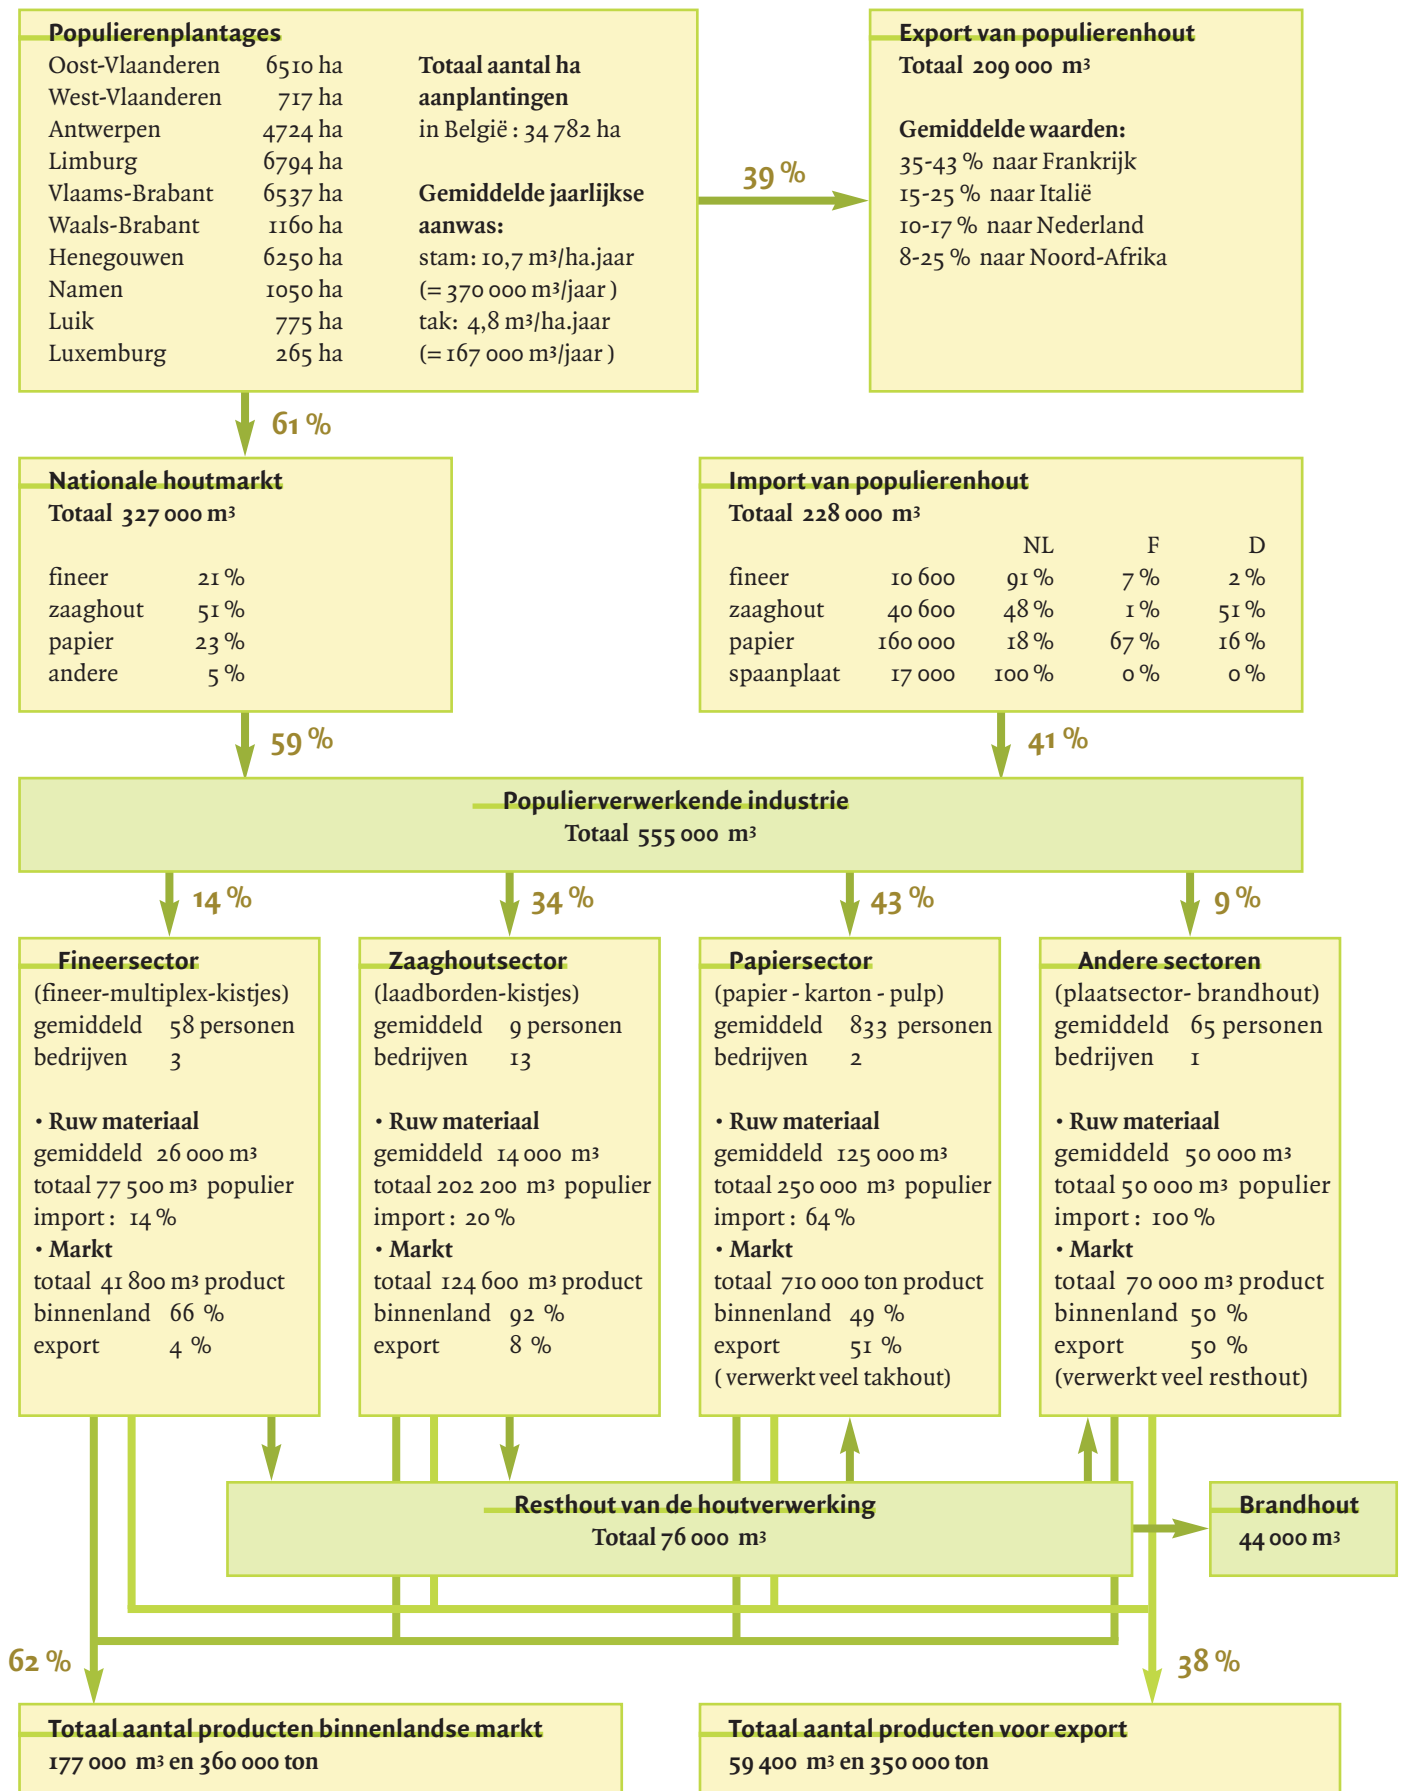 Populierenplantages
Oost-Vlaanderen 6510 ha
West-Vlaanderen 717 ha
Antwerpen 4724 ha
Limburg 6794 ha
Vlaams-Brabant 6537 ha
Waals-Brabant 1160 ha
Henegouwen 6250 ha
Namen 1050 ha
Luik 775 ha
Luxemburg 265 ha
Totaal aantal ha
aanplantingen
in België : 34 782 ha
Gemiddelde jaarlijkse
aanwas:
stam: 10,7 m³/ha.jaar
(= 370 000 m³/jaar )
tak: 4,8 m³/ha.jaar
(= 167 000 m³/jaar )
39 %
Export van populierenhout
Totaal 209 000 m³
Gemiddelde waarden:
35-43 % naar Frankrijk
15-25 % naar Italië
10-17 % naar Nederland
8-25 % naar Noord-Afrika
61 %
Nationale houtmarkt
Totaal 327 000 m³
fineer 21 %
zaaghout 51 %
papier 23 %
andere 5 %
Import van populierenhout
Totaal 228 000 m³
NL F D
fineer 10 600 91 % 7 % 2 %
zaaghout 40 600 48 % 1 % 51 %
papier 160 000 18 % 67 % 16 %
spaanplaat 17 000 100 % 0 % 0 %
59 %
41 %
Populierverwerkende industrie
Totaal 555 000 m³
14 %
34 %
43 %
9 %
Fineersector
(fineer-multiplex-kistjes)
gemiddeld 58 personen
bedrijven 3
• Ruw materiaal
gemiddeld 26 000 m³
totaal 77 500 m³ populier
import : 14 %
• Markt
totaal 41 800 m³ product
binnenland 66 %
export 4 %
Zaaghoutsector
(laadborden-kistjes)
gemiddeld 9 personen
bedrijven 13
• Ruw materiaal
gemiddeld 14 000 m³
totaal 202 200 m³ populier
import : 20 %
• Markt
totaal 124 600 m³ product
binnenland 92 %
export 8 %
Papiersector
(papier - karton - pulp)
gemiddeld 833 personen
bedrijven 2
• Ruw materiaal
gemiddeld 125 000 m³
totaal 250 000 m³ populier
import : 64 %
• Markt
totaal 710 000 ton product
binnenland 49 %
export 51 %
( verwerkt veel takhout)
Andere sectoren
(plaatsector- brandhout)
gemiddeld 65 personen
bedrijven 1
• Ruw materiaal
gemiddeld 50 000 m³
totaal 50 000 m³ populier
import : 100 %
• Markt
totaal 70 000 m³ product
binnenland 50 %
export 50 %
(verwerkt veel resthout)
Resthout van de houtverwerking
Totaal 76 000 m³
Brandhout
44 000 m³
62 %
38 %
Totaal aantal producten binnenlandse markt
177 000 m³ en 360 000 ton
Totaal aantal producten voor export
59 400 m³ en 350 000 ton